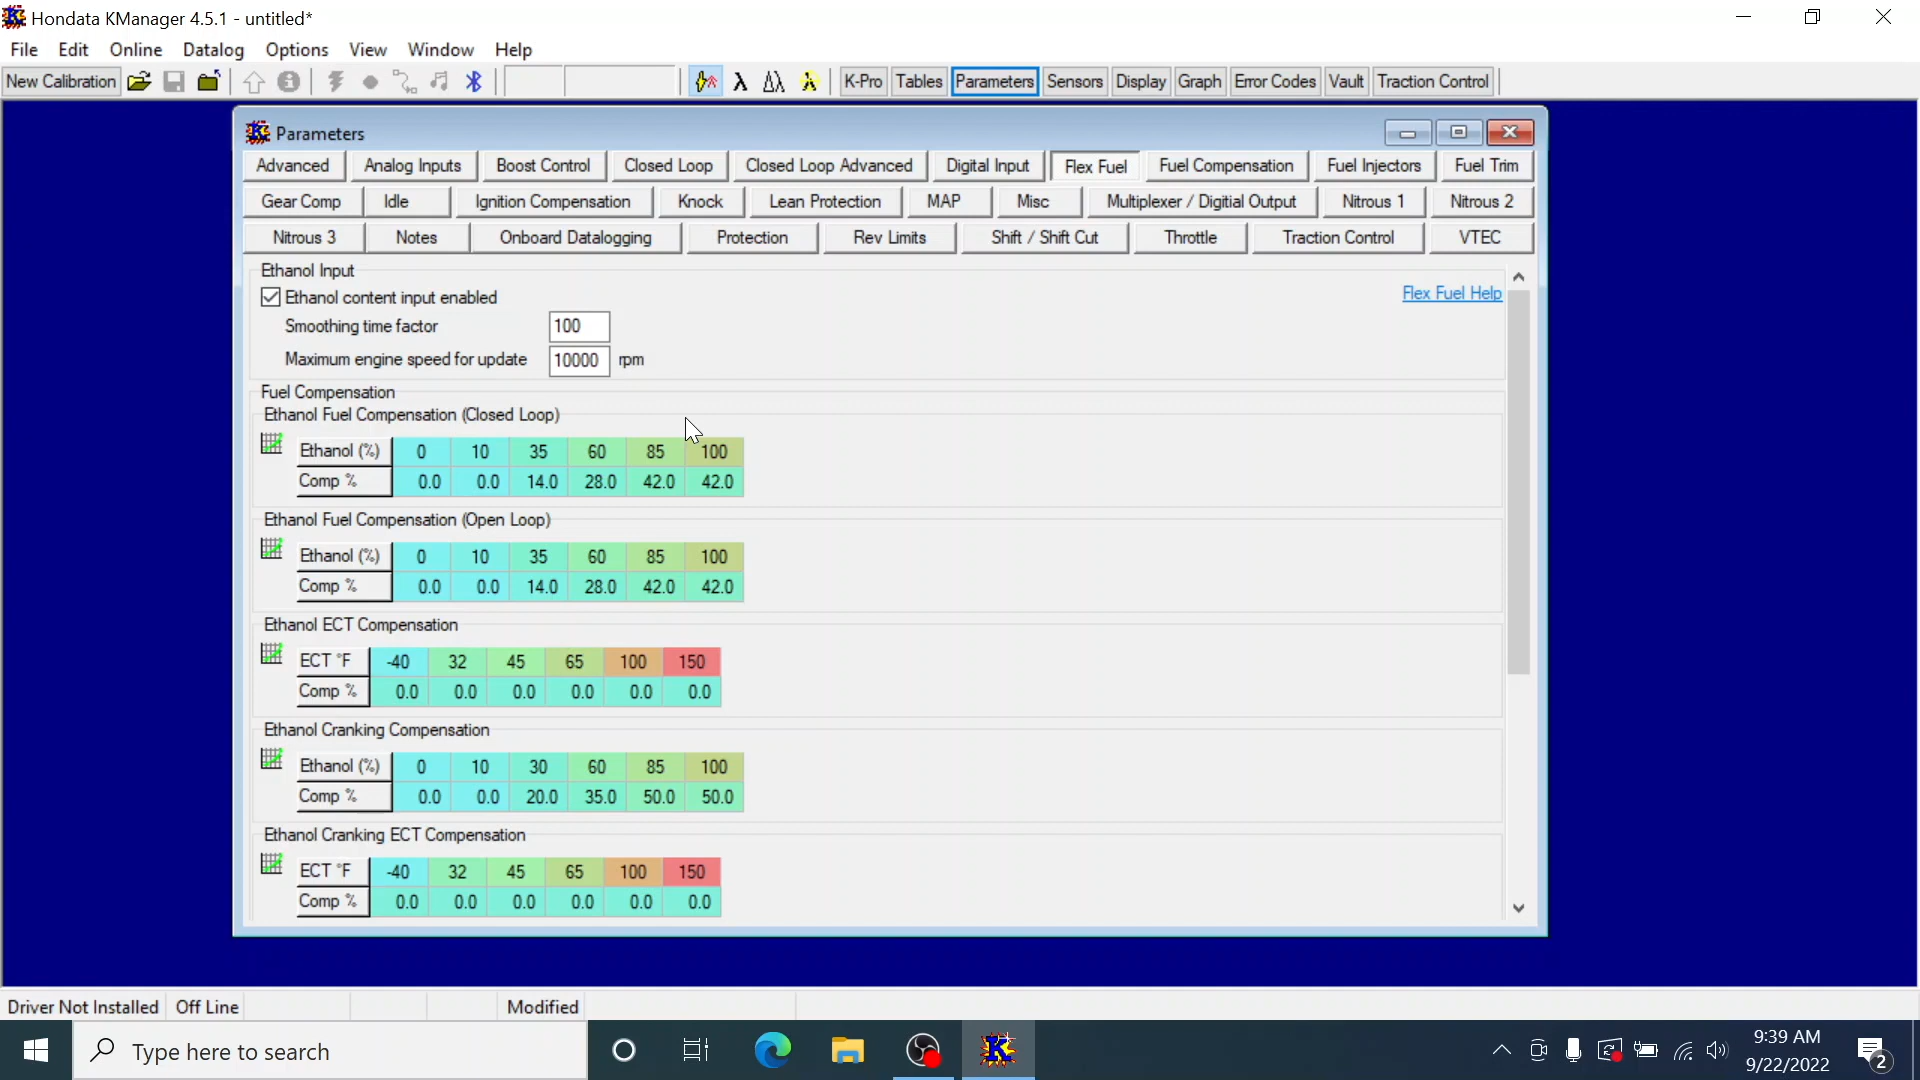 Hondata KManager 4.5.1 - untitled*
File Edit Online Datalog Options View Window Help
New Calibration K-Pro Tables Parameters Sensors Display Graph Error Codes Vault Traction Control
Parameters
Advanced Analog Inputs Boost Control Closed Loop Closed Loop Advanced Digital Input Flex Fuel Fuel Compensation Fuel Injectors Fuel Trim
Gear Comp Idle Ignition Compensation Knock Lean Protection MAP Misc Multiplexer / Digitial Output Nitrous 1 Nitrous 2
Nitrous 3 Notes Onboard Datalogging Protection Rev Limits Shift / Shift Cut Throttle Traction Control VTEC
Ethanol Input
Ethanol content input enabled Flex Fuel Help
Smoothing time factor 100
Maximum engine speed for update 10000 rpm
Fuel Compensation
Ethanol Fuel Compensation (Closed Loop)
Ethanol (%) 0 10 35 60 85 100
Comp % 0.0 0.0 14.0 28.0 42.0 42.0
Ethanol Fuel Compensation (Open Loop)
Ethanol (%) 0 10 35 60 85 100
Comp % 0.0 0.0 14.0 28.0 42.0 42.0
Ethanol ECT Compensation
ECT °F -40 32 45 65 100 150
Comp % 0.0 0.0 0.0 0.0 0.0 0.0
Ethanol Cranking Compensation
Ethanol (%) 0 10 30 60 85 100
Comp % 0.0 0.0 20.0 35.0 50.0 50.0
Ethanol Cranking ECT Compensation
ECT °F -40 32 45 65 100 150
Comp % 0.0 0.0 0.0 0.0 0.0 0.0
Driver Not Installed Off Line Modified
Type here to search
9:39 AM
9/22/2022
2